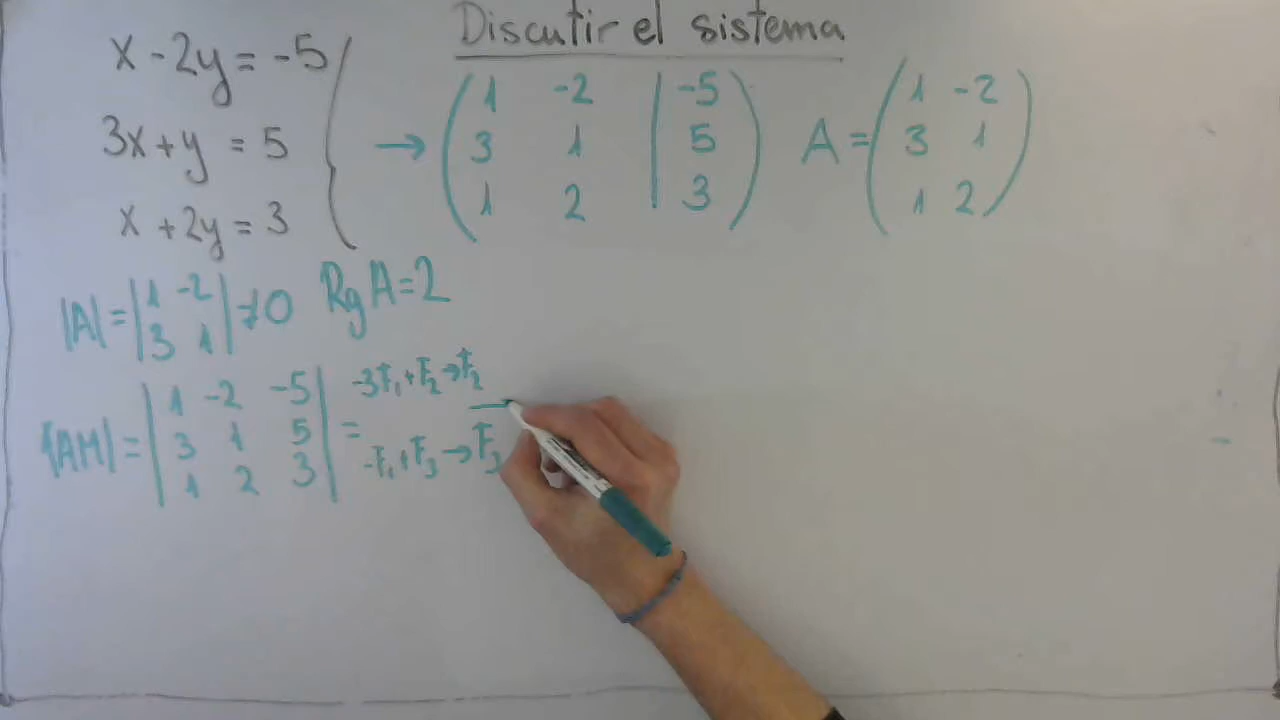 Discutir el sistema
x - 2y = -5
3x + y = 5
x + 2y = 3
→ ( 1 -2 | -5
3 1 | 5
1 2 | 3 )
A = ( 1 -2
3 1
1 2 )
|A| = | 1 -2
3 1 | ≠ 0 Rg A = 2
|AM| = | 1 -2 -5
3 1 5
1 2 3 | =
-3F₁ + F₂ → F₂
-F₁ + F₃ → F₃